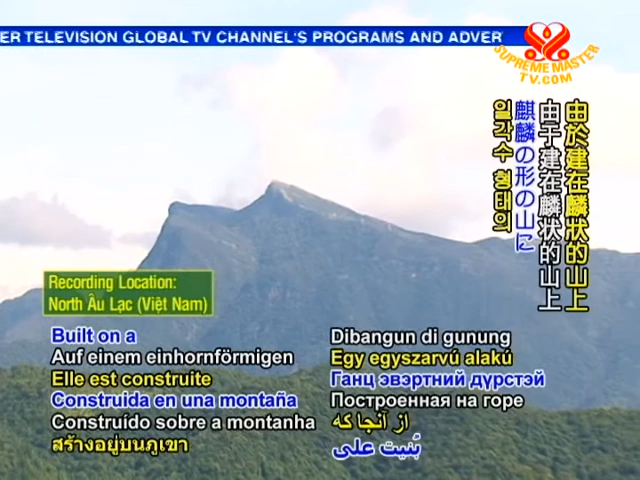 ER TELEVISION GLOBAL TV CHANNEL'S PROGRAMS AND ADVER
SUPREME MASTER
TV.COM
由於建在麟狀的山上
由于建在麟状的山上
麒麟の形の山に
일각수 형태의
Recording Location:
North Âu Lạc (Việt Nam)
Built on a
Auf einem einhornförmigen
Elle est construite
Construida en una montaña
Construído sobre a montanha
สร้างอยู่บนภูเขา
Dibangun di gunung
Egy egyszarvú alakú
Ганц эвэртний дүрстэй
Построенная на горе
از آنجا که
بُنيت على